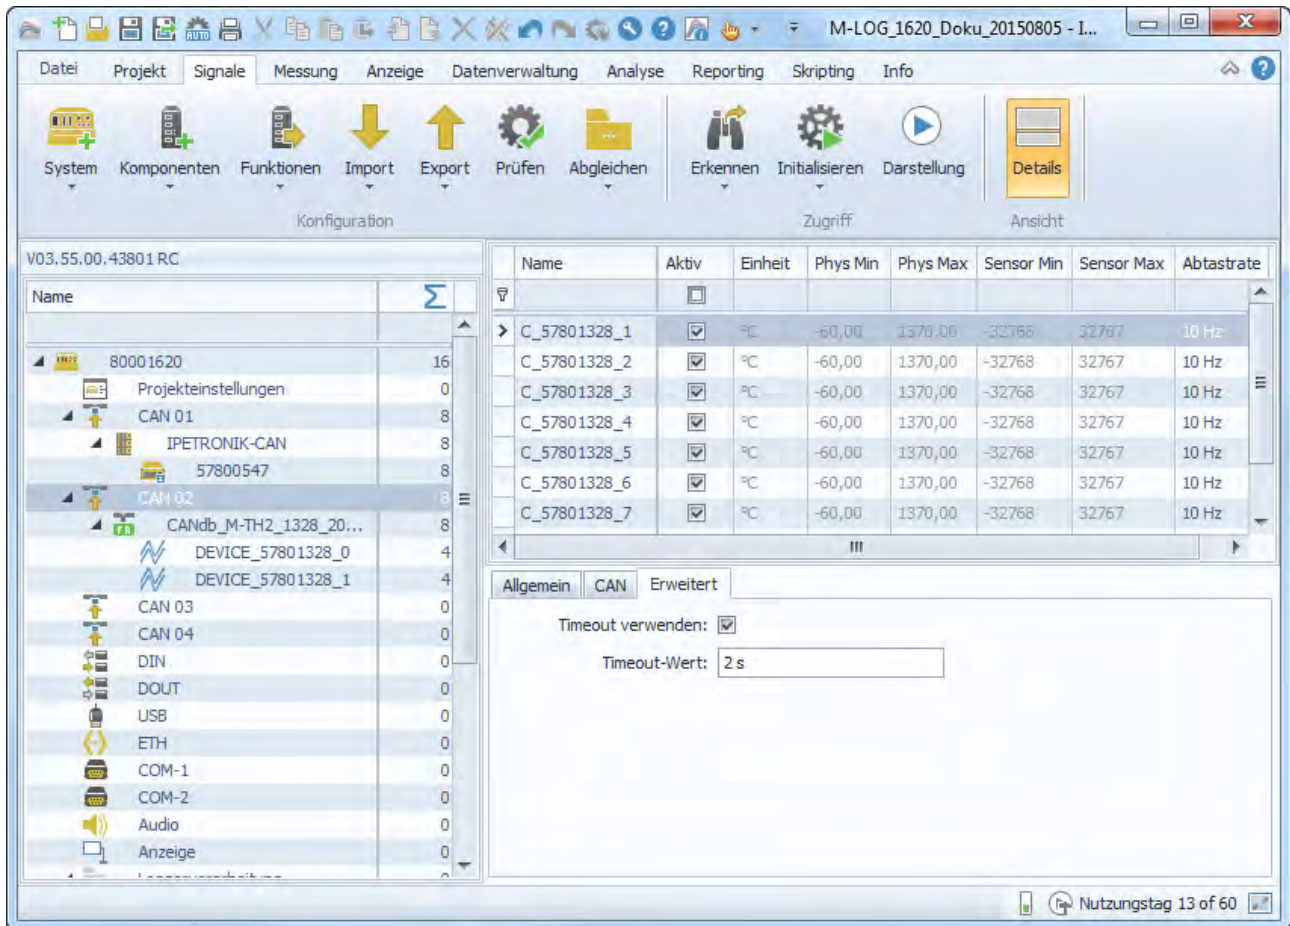 M-LOG_1620_Doku_20150805 - I...
Datei Projekt Signale Messung Anzeige Datenverwaltung Analyse Reporting Skripting Info
AUTO
System Komponenten Funktionen Import Export Prüfen Abgleichen Erkennen Initialisieren Darstellung Details
Konfiguration Zugriff Ansicht
V03.55.00.43801 RC
Name Σ
80001620 16
Projekteinstellungen 0
CAN 01 8
IPETRONIK-CAN 8
57800547 8
CAN 02 8
CANdb_M-TH2_1328_20... 8
DEVICE_57801328_0 4
DEVICE_57801328_1 4
CAN 03 0
CAN 04 0
DIN 0
DOUT 0
USB 0
ETH 0
COM-1 0
COM-2 0
Audio 0
Anzeige 0
Name Aktiv Einheit Phys Min Phys Max Sensor Min Sensor Max Abtastrate
C_57801328_1 °C -60,00 1370,00 -32768 32767 10 Hz
C_57801328_2 °C -60,00 1370,00 -32768 32767 10 Hz
C_57801328_3 °C -60,00 1370,00 -32768 32767 10 Hz
C_57801328_4 °C -60,00 1370,00 -32768 32767 10 Hz
C_57801328_5 °C -60,00 1370,00 -32768 32767 10 Hz
C_57801328_6 °C -60,00 1370,00 -32768 32767 10 Hz
C_57801328_7 °C -60,00 1370,00 -32768 32767 10 Hz
Allgemein CAN Erweitert
Timeout verwenden:
Timeout-Wert: 2 s
Nutzungstag 13 of 60